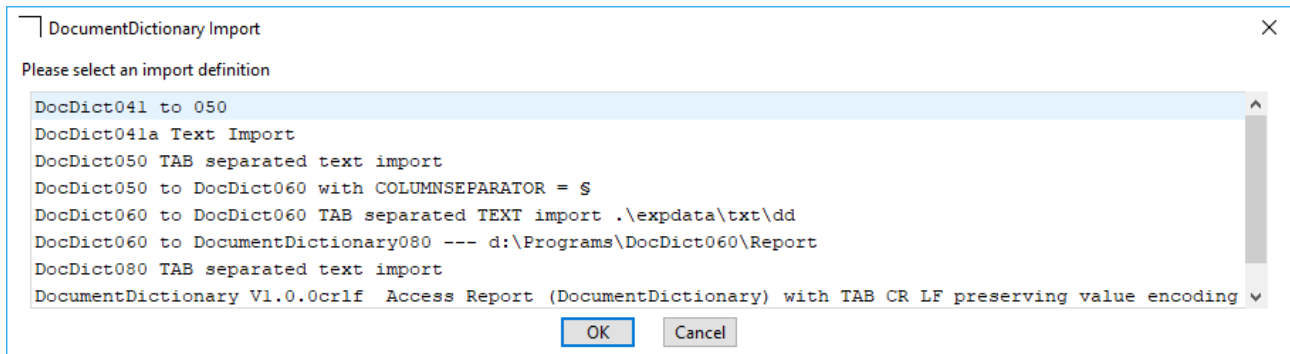 DocumentDictionary Import
Please select an import definition
DocDict041 to 050
DocDict041a Text Import
DocDict050 TAB separated text import
DocDict050 to DocDict060 with COLUMNSEPARATOR = §
DocDict060 to DocDict060 TAB separated TEXT import .\expdata\txt\dd
DocDict060 to DocumentDictionary080 --- d:\Programs\DocDict060\Report
DocDict080 TAB separated text import
DocumentDictionary V1.0.0crlf  Access Report (DocumentDictionary) with TAB CR LF preserving value encoding
OK Cancel